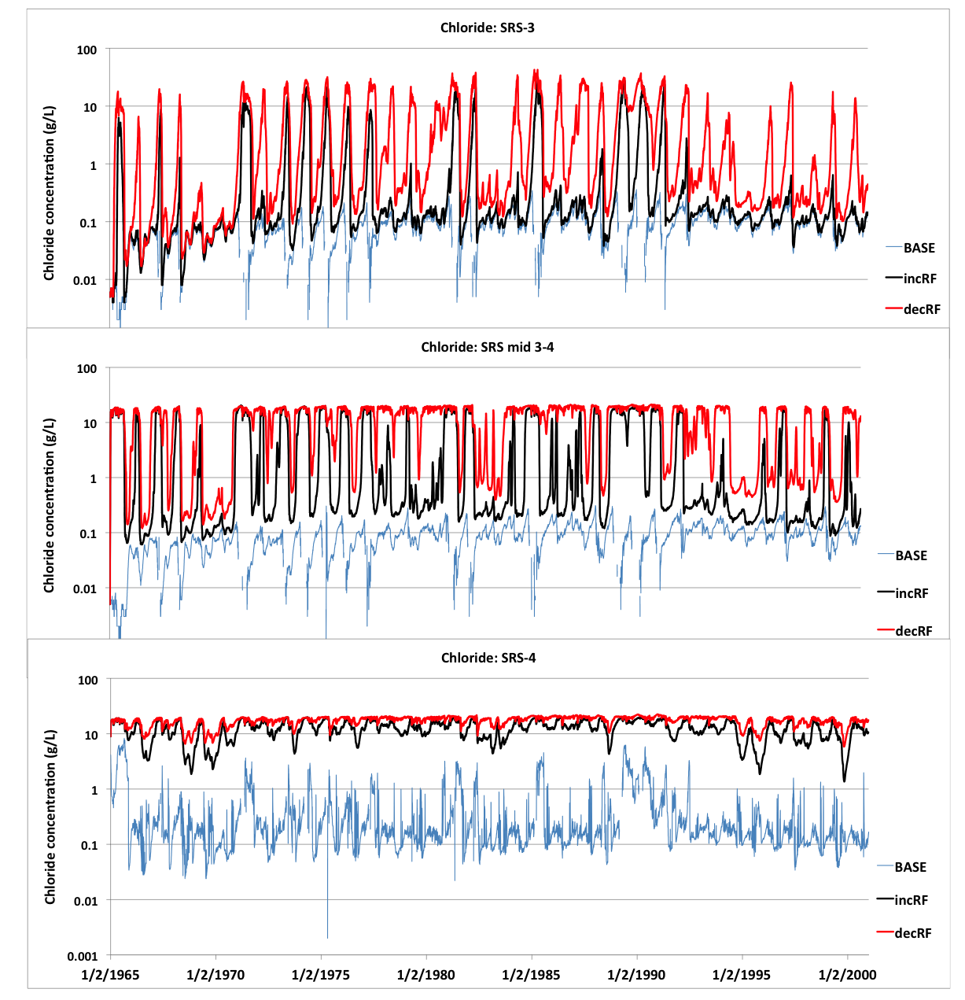 Chloride: SRS-3
Chloride concentration (g/L)
100
10
1
0.1
0.01
BASE
incRF
decRF
Chloride: SRS mid 3-4
Chloride concentration (g/L)
100
10
1
0.1
0.01
BASE
incRF
decRF
Chloride: SRS-4
Chloride concentration (g/L)
100
10
1
0.1
0.01
0.001
BASE
incRF
decRF
1/2/1965 1/2/1970 1/2/1975 1/2/1980 1/2/1985 1/2/1990 1/2/1995 1/2/2000